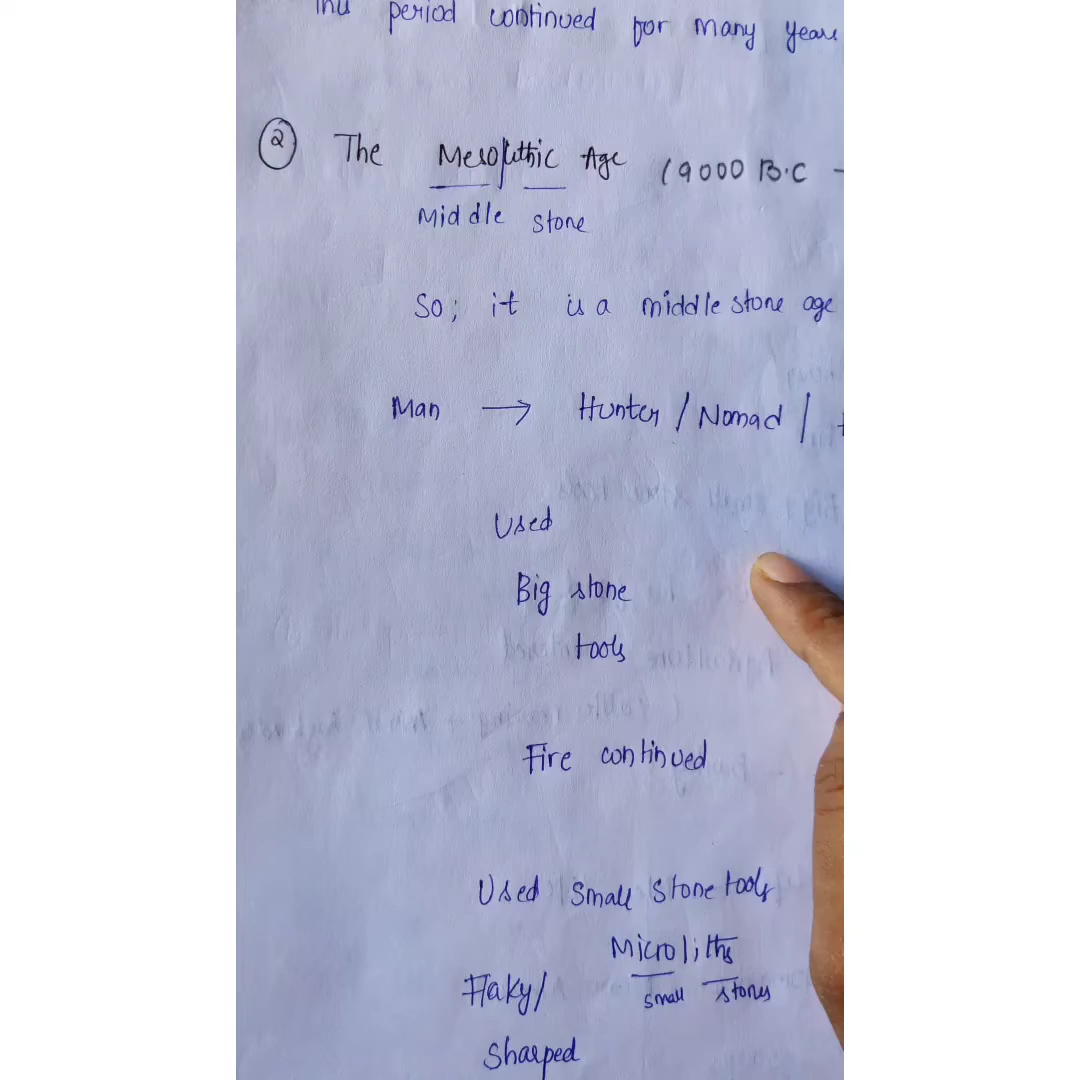 This period continued for many years
② The Mesolithic Age (9000 B.C -
Middle stone
So; it is a middle stone age
Man → Hunter / Nomad /
Used
Big stone
tools
Fire continued
Used Small Stone tools
Microliths
small stones
Flaky/
Sharped